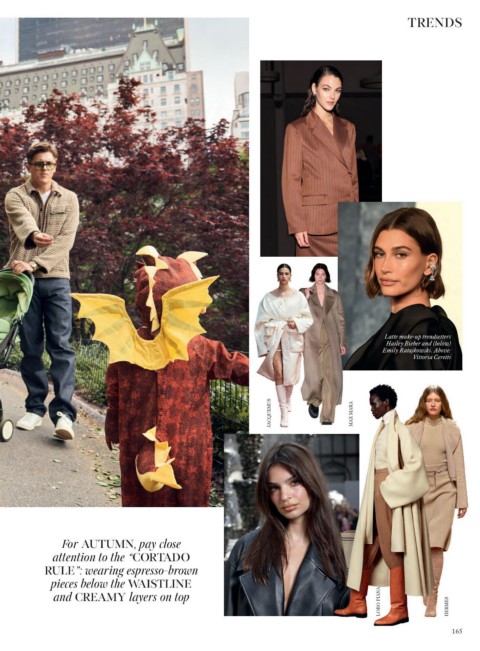 TRENDS
Latte make-up trendsetters
Hailey Bieber and (below)
Emily Ratajkowski. Above:
Vittoria Ceretti
JACQUEMUS
MAX MARA
For AUTUMN, pay close
attention to the "CORTADO
RULE": wearing espresso-brown
pieces below the WAISTLINE
and CREAMY layers on top
LORO PIANA
HERMÈS
165